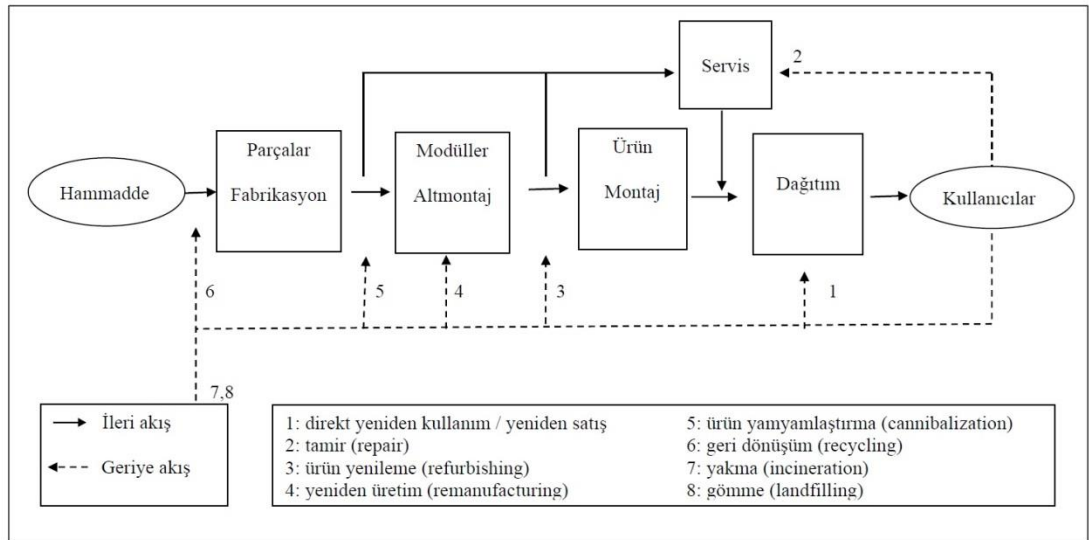 Servis
2
Parçalar
Fabrikasyon
Modüller
Altmontaj
Ürün
Montaj
Dağıtım
Hammadde
Kullanıcılar
6
5
4
3
1
7,8
İleri akış
Geriye akış
1: direkt yeniden kullanım / yeniden satış
2: tamir (repair)
3: ürün yenileme (refurbishing)
4: yeniden üretim (remanufacturing)
5: ürün yamyamlaştırma (cannibalization)
6: geri dönüşüm (recycling)
7: yakma (incineration)
8: gömme (landfilling)